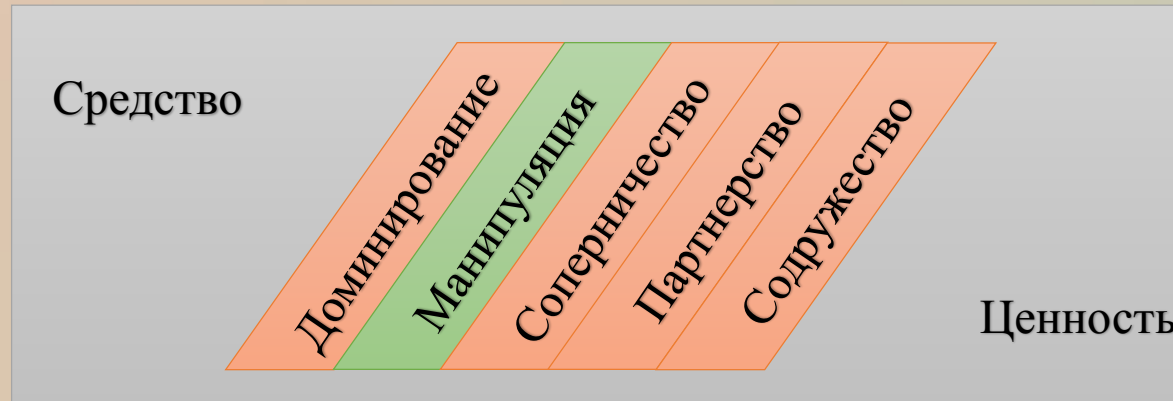 Средство
Доминирование
Манипуляция
Соперничество
Партнерство
Содружество
Ценность